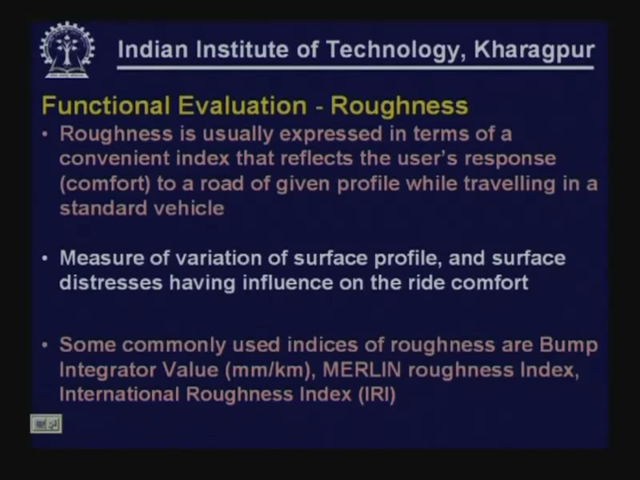 Indian Institute of Technology, Kharagpur
Functional Evaluation - Roughness
• Roughness is usually expressed in terms of a
convenient index that reflects the user's response
(comfort) to a road of given profile while travelling in a
standard vehicle
• Measure of variation of surface profile, and surface
distresses having influence on the ride comfort
• Some commonly used indices of roughness are Bump
Integrator Value (mm/km), MERLIN roughness Index,
International Roughness Index (IRI)